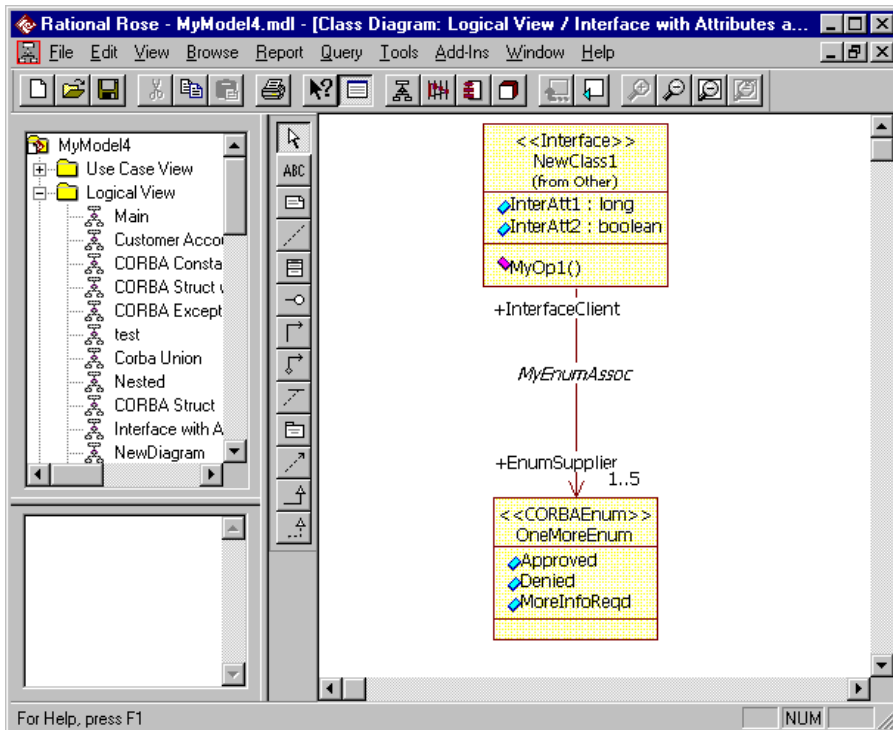 Rational Rose - MyModel4.mdl - [Class Diagram: Logical View / Interface with Attributes a...
File Edit View Browse Report Query Tools Add-Ins Window Help
MyModel4
Use Case View
Logical View
Main
Customer Accou
CORBA Consta
CORBA Struct u
CORBA Except
test
Corba Union
Nested
CORBA Struct
Interface with A
NewDiagram
ABC
<<Interface>>
NewClass1
(from Other)
InterAtt1 : long
InterAtt2 : boolean
MyOp1()
+InterfaceClient
MyEnumAssoc
+EnumSupplier
1..5
<<CORBAEnum>>
OneMoreEnum
Approved
Denied
MoreInfoReqd
For Help, press F1
NUM